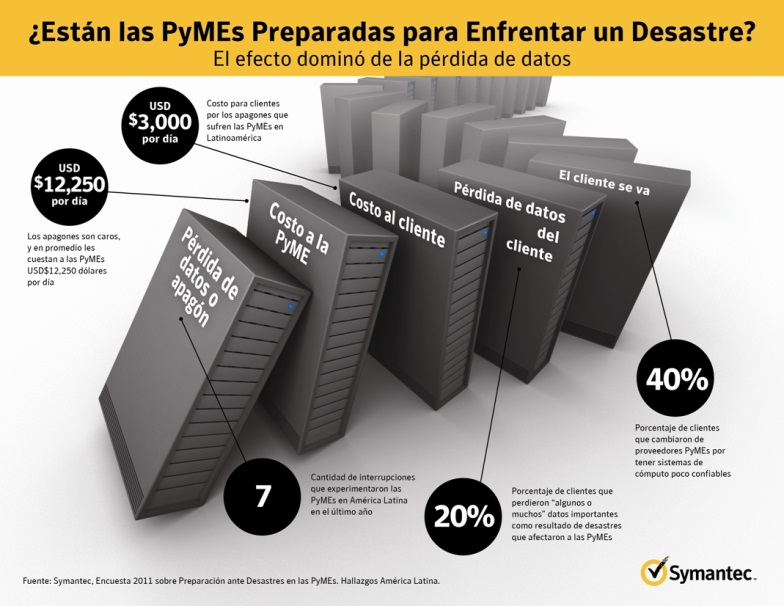 ¿Están las PyMEs Preparadas para Enfrentar un Desastre?
El efecto dominó de la pérdida de datos
USD
$3,000
por día
Costo para clientes
por los apagones que
sufren las PyMEs en
Latinoamérica
USD
$12,250
por día
Los apagones son caros,
y en promedio les
cuestan a las PyMEs
USD$12,250 dólares
por día
Pérdida de
datos o
apagón
Costo a la
PyME
Costo al cliente
Pérdida de datos
del
cliente
El cliente se va
40%
Porcentaje de clientes
que cambiaron de
proveedores PyMEs por
tener sistemas de
cómputo poco confiables
7
Cantidad de interrupciones
que experimentaron las
PyMEs en América Latina
en el último año
20%
Porcentaje de clientes que
perdieron "algunos o
muchos" datos importantes
como resultado de desastres
que afectaron a las PyMEs
Fuente: Symantec, Encuesta 2011 sobre Preparación ante Desastres en las PyMEs. Hallazgos América Latina.
Symantec™